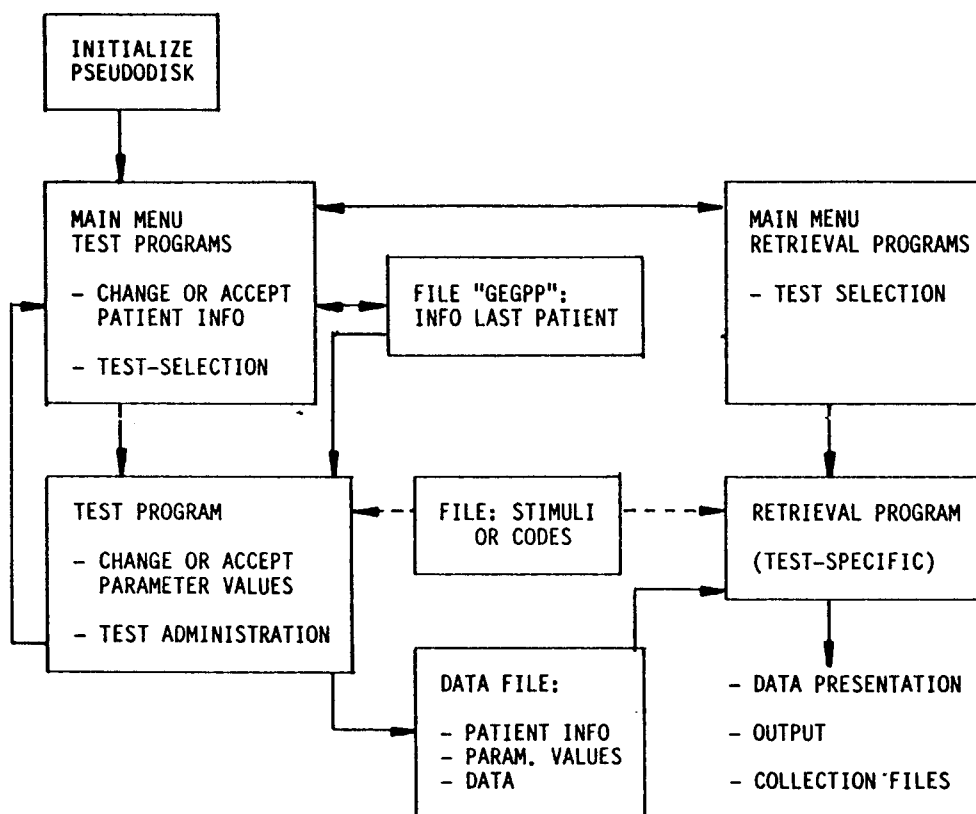 INITIALIZE
PSEUDODISK
MAIN MENU
TEST PROGRAMS
- CHANGE OR ACCEPT
PATIENT INFO
- TEST-SELECTION
FILE "GEGPP":
INFO LAST PATIENT
MAIN MENU
RETRIEVAL PROGRAMS
- TEST SELECTION
TEST PROGRAM
- CHANGE OR ACCEPT
PARAMETER VALUES
- TEST ADMINISTRATION
FILE: STIMULI
OR CODES
RETRIEVAL PROGRAM
(TEST-SPECIFIC)
DATA FILE:
- PATIENT INFO
- PARAM. VALUES
- DATA
- DATA PRESENTATION
- OUTPUT
- COLLECTION FILES